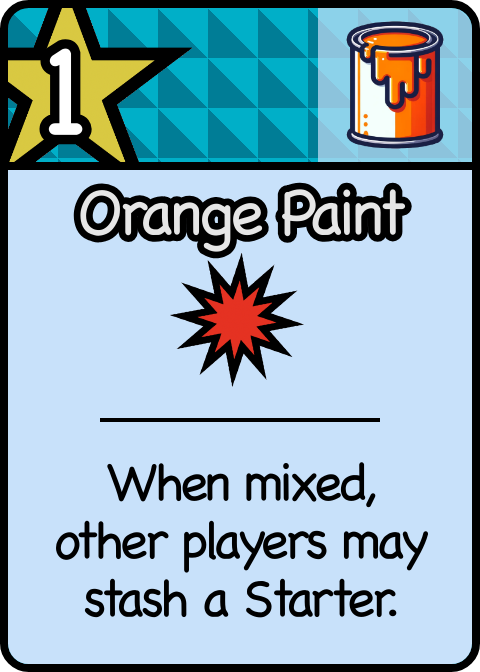 1
Orange Paint
When mixed,
other players may
stash a Starter.